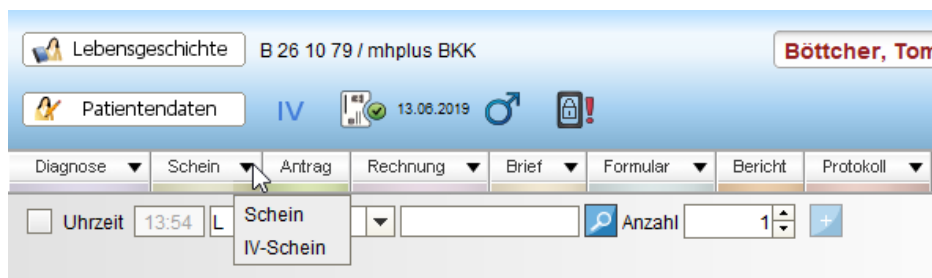 Lebensgeschichte B 26 10 79 / mhplus BKK Böttcher, Tom
Patientendaten IV 13.06.2019
Diagnose Schein Antrag Rechnung Brief Formular Bericht Protokoll
Uhrzeit 13:54 L Anzahl 1 +
Schein
IV-Schein